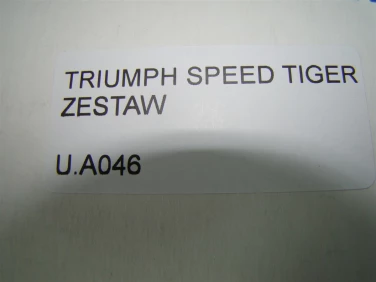 TRIUMPH SPEED TIGER
ZESTAW
U.A046